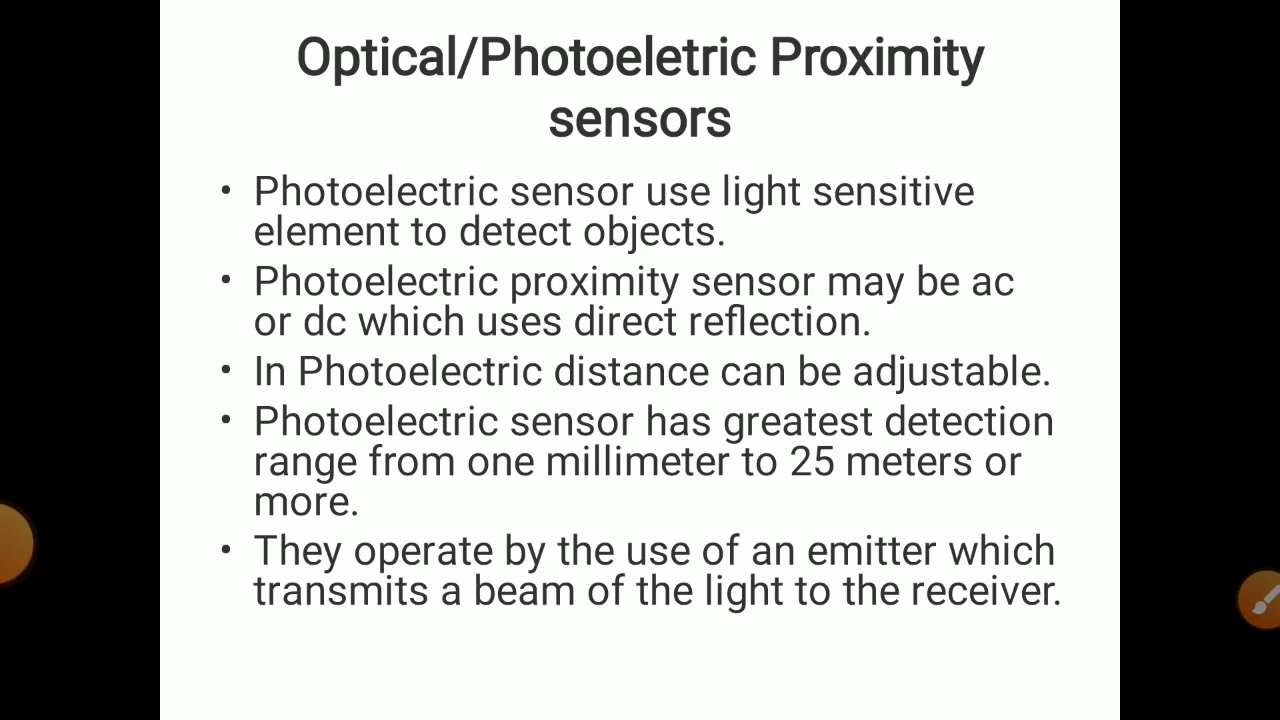 Optical/Photoeletric Proximity
sensors
• Photoelectric sensor use light sensitive
element to detect objects.
• Photoelectric proximity sensor may be ac
or dc which uses direct reflection.
• In Photoelectric distance can be adjustable.
• Photoelectric sensor has greatest detection
range from one millimeter to 25 meters or
more.
• They operate by the use of an emitter which
transmits a beam of the light to the receiver.